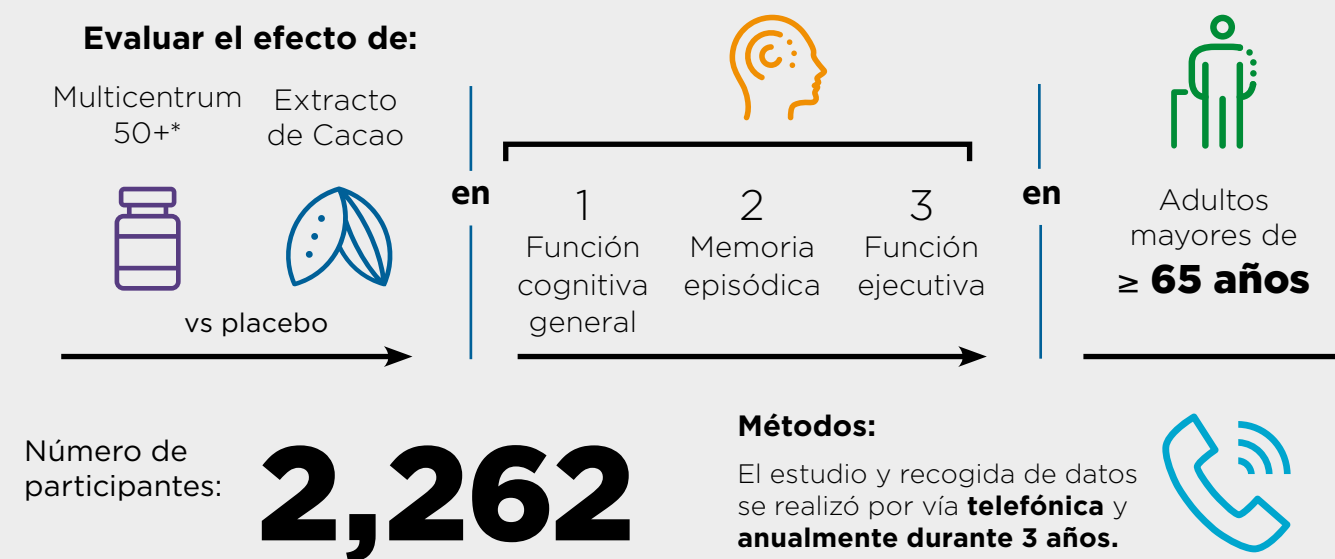 Evaluar el efecto de:
Multicentrum
50+*
Extracto
de Cacao
vs placebo
en
1
Función
cognitiva
general
2
Memoria
episódica
3
Función
ejecutiva
en
Adultos
mayores de
≥ 65 años
Número de
participantes:
2,262
Métodos:
El estudio y recogida de datos
se realizó por vía telefónica y
anualmente durante 3 años.